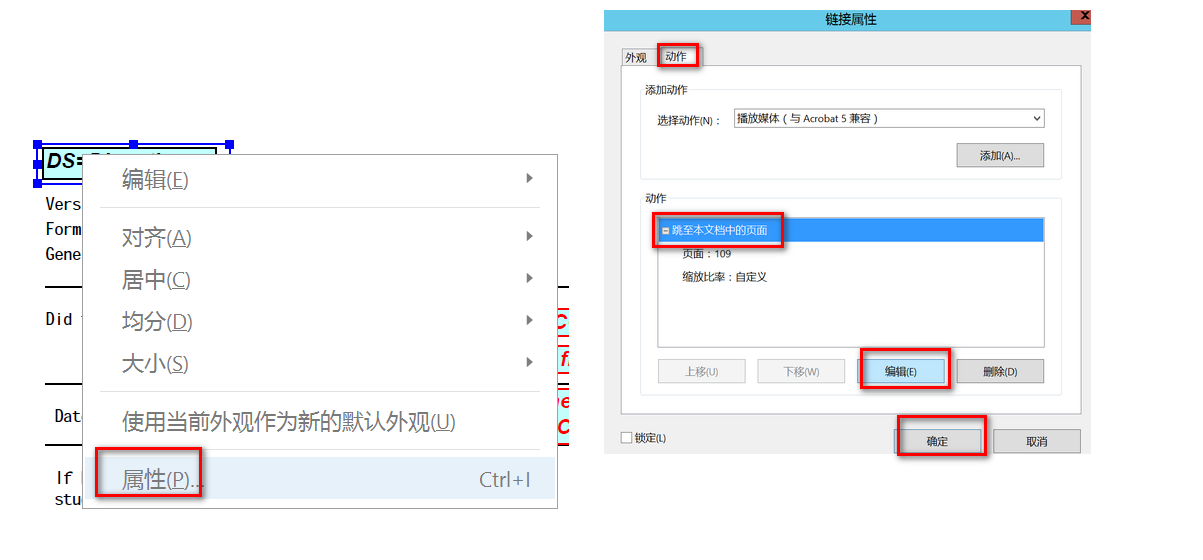 DS=
编辑(E)
Vers
Form
Gene
对齐(A)
居中(C)
Did
均分(D)
C
大小(S)
fi
Dat
使用当前外观作为新的默认外观(U)
If
属性(P)... Ctrl+I
stu
链接属性
x
外观 动作
添加动作
选择动作(N)： 播放媒体（与 Acrobat 5 兼容）
添加(A)...
动作
跳至本文档中的页面
页面：109
缩放比率：自定义
上移(U) 下移(W) 编辑(E) 删除(D)
锁定(L) 确定 取消